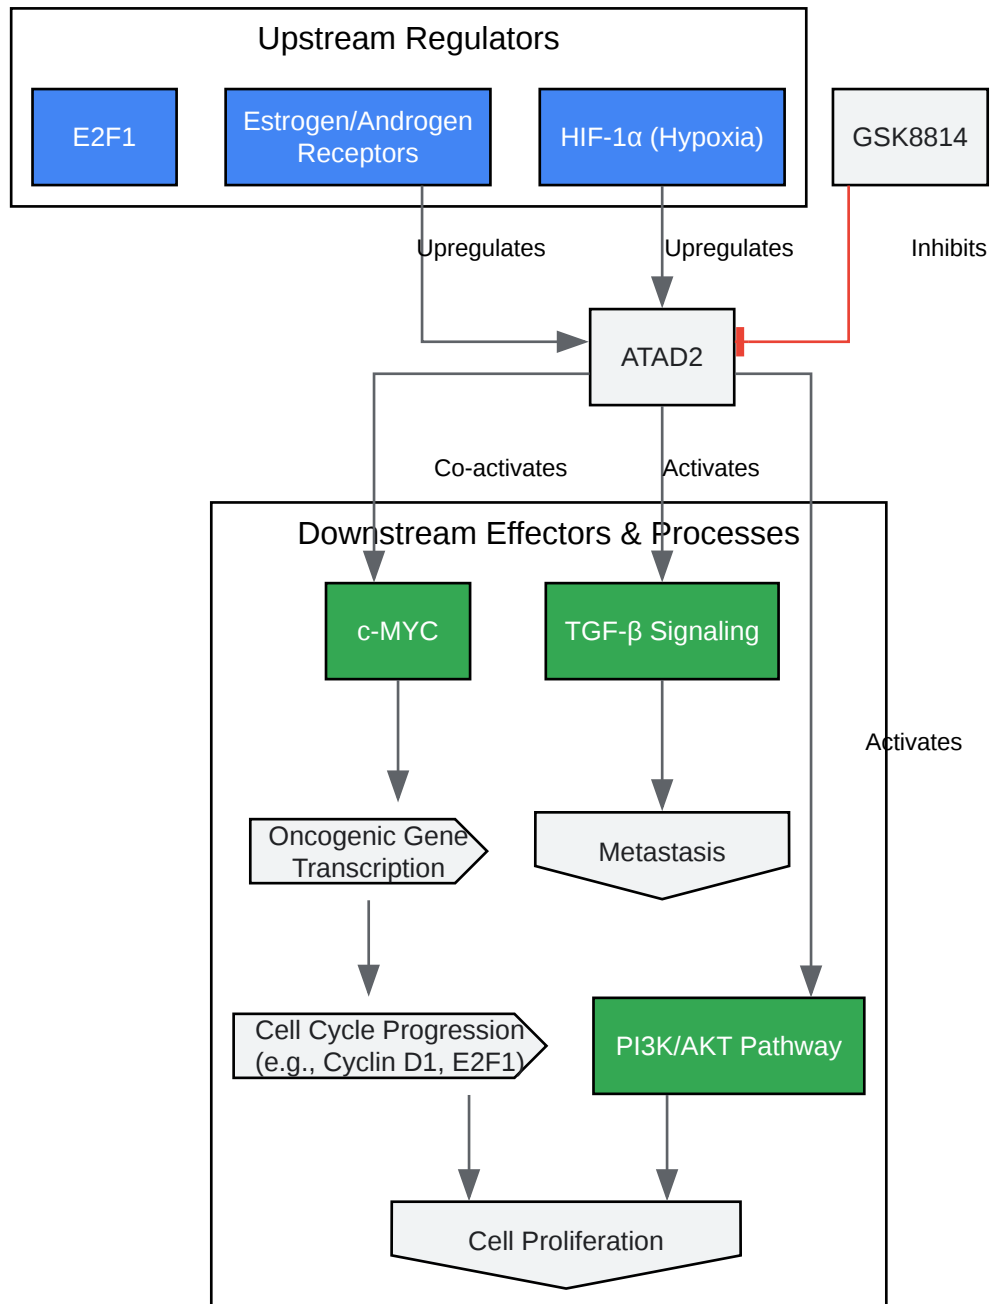 Upstream Regulators
E2F1
Estrogen/Androgen
Receptors
HIF-1α (Hypoxia)
GSK8814
Upregulates
Upregulates
Inhibits
ATAD2
Co-activates
Activates
Downstream Effectors & Processes
c-MYC
TGF-β Signaling
Activates
Oncogenic Gene
Transcription
Metastasis
Cell Cycle Progression
(e.g., Cyclin D1, E2F1)
PI3K/AKT Pathway
Cell Proliferation